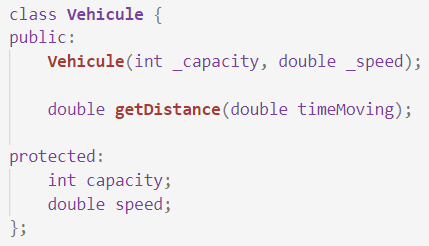 class Vehicule {
public:
    Vehicule(int _capacity, double _speed);

    double getDistance(double timeMoving);

protected:
    int capacity;
    double speed;
};